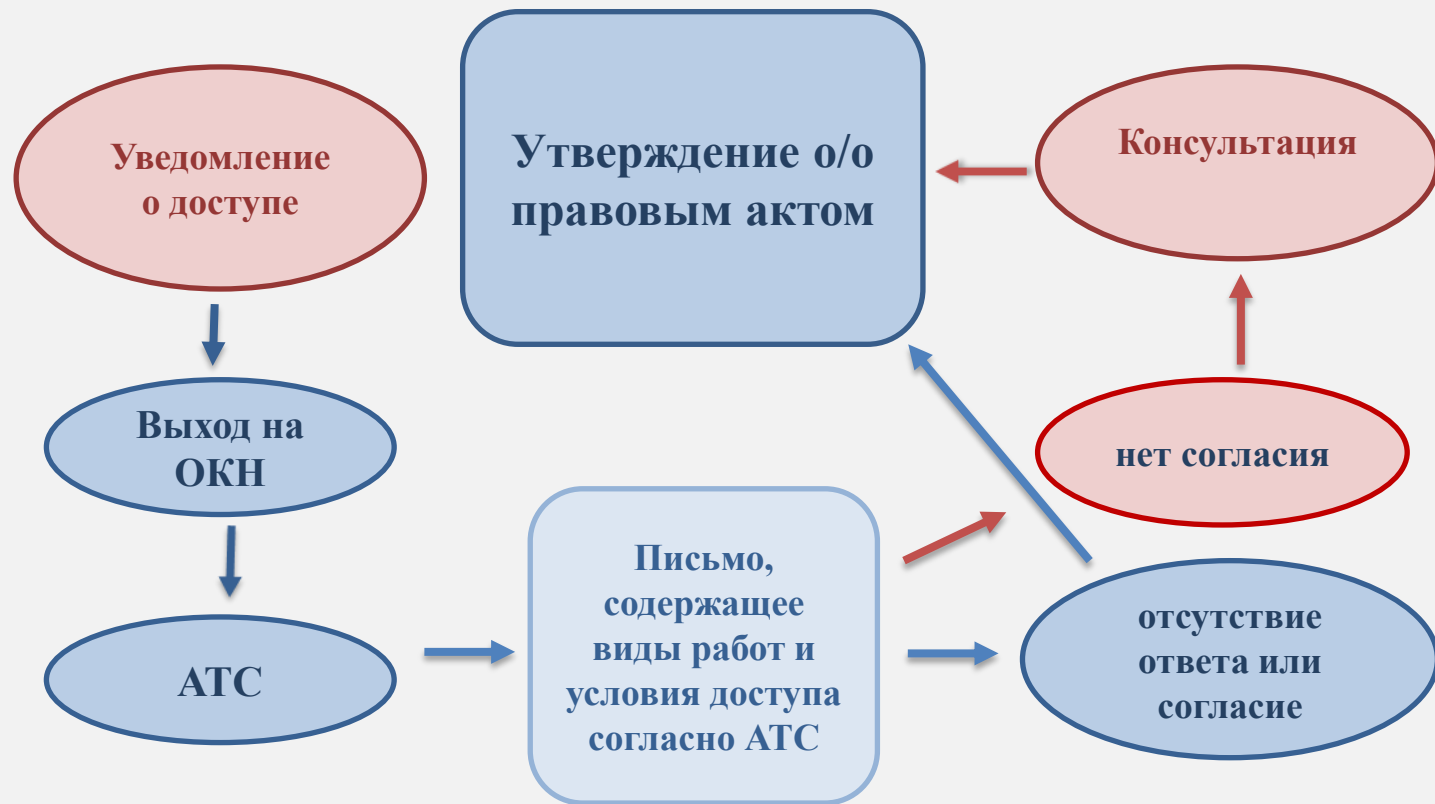 Уведомление
о доступе
Выход на
ОКН
АТС
Письмо,
содержащее
виды работ и
условия доступа
согласно АТС
отсутствие
ответа или
согласие
нет согласия
Консультация
Утверждение о/о
правовым актом